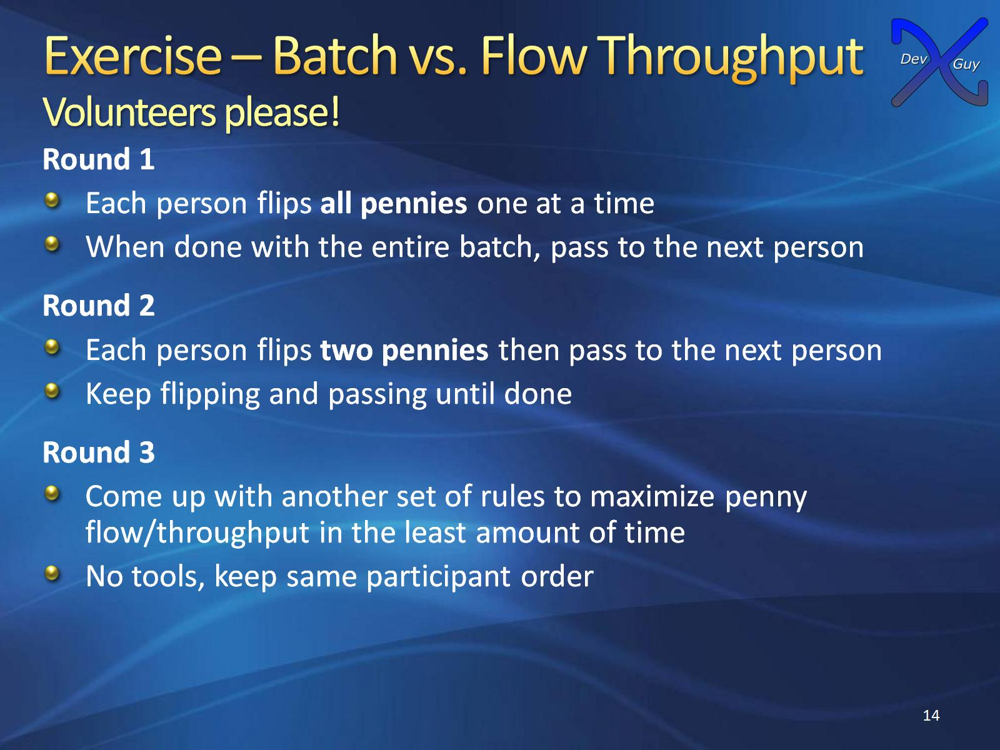 Exercise – Batch vs. Flow Throughput
Dev Guy
Volunteers please!
Round 1
Each person flips all pennies one at a time
When done with the entire batch, pass to the next person
Round 2
Each person flips two pennies then pass to the next person
Keep flipping and passing until done
Round 3
Come up with another set of rules to maximize penny
flow/throughput in the least amount of time
No tools, keep same participant order
14